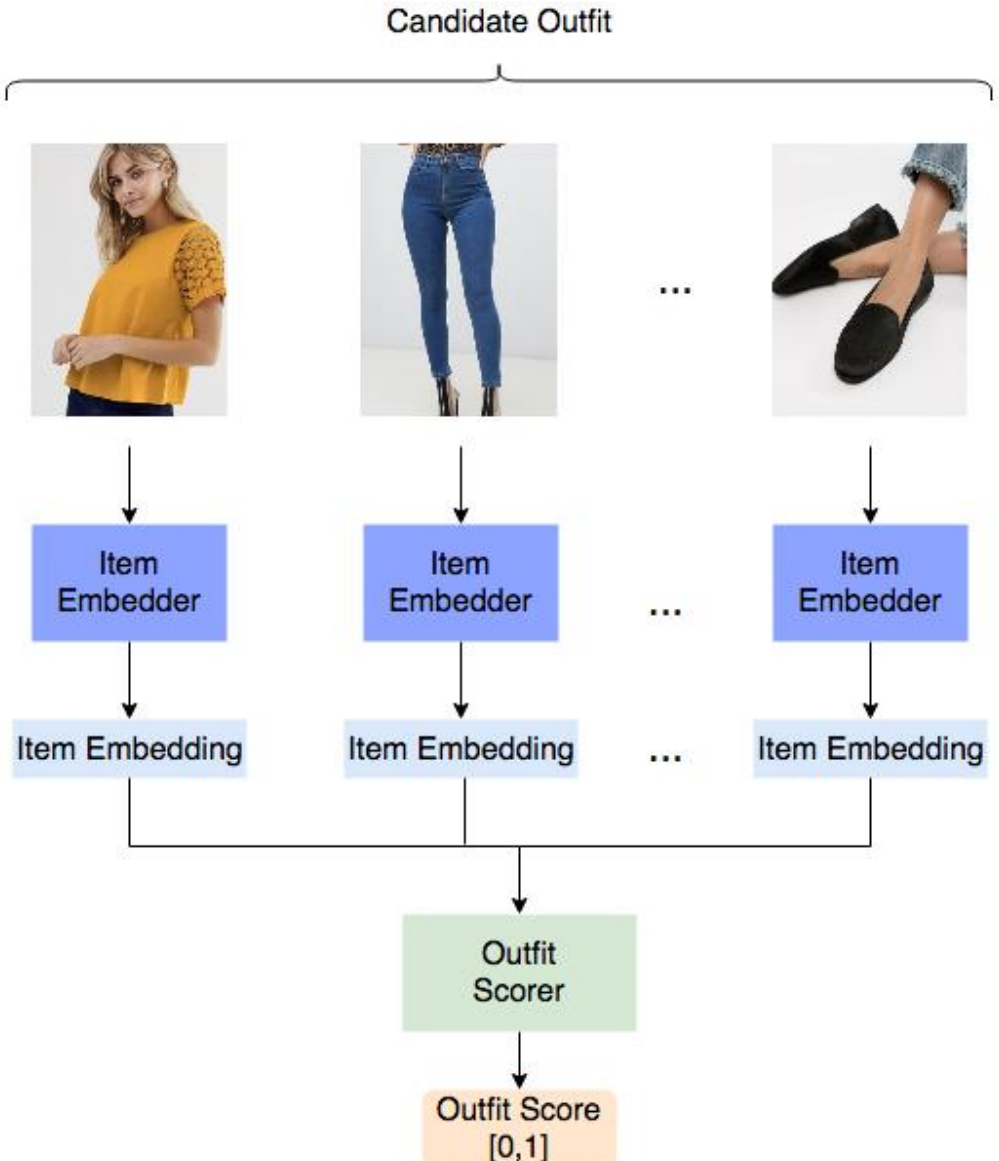 Candidate Outfit
...
Item
Embedder
Item
Embedder
...
Item
Embedder
Item Embedding
Item Embedding
...
Item Embedding
Outfit
Scorer
Outfit Score
[0,1]